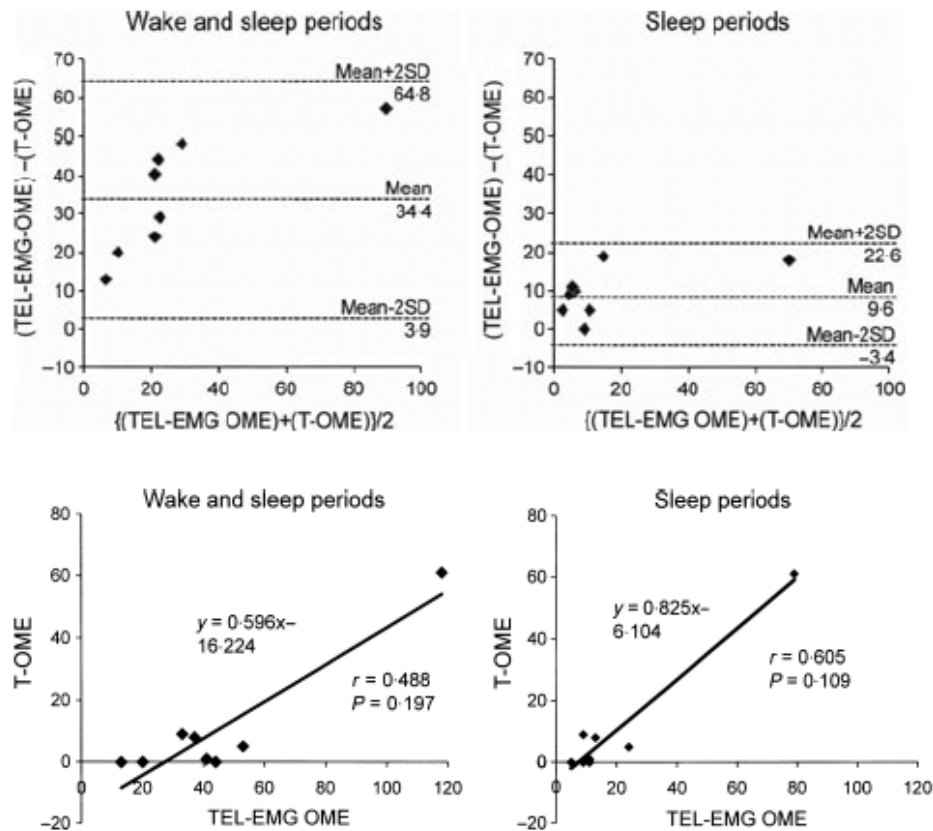 Wake and sleep periods
(TEL-EMG-OME) –(T-OME)
70
60
50
40
30
20
10
0
–10
Mean+2SD
64·8
Mean
34·4
Mean-2SD
3·9
0 20 40 60 80 100
{(TEL-EMG OME)+(T-OME)}/2
Sleep periods
(TEL-EMG-OME) – (T-OME)
70
60
50
40
30
20
10
0
–10
Mean+2SD
22·6
Mean
9·6
Mean-2SD
–3·4
0 20 40 60 80 100
{(TEL-EMG OME)+(T-OME)}/2
Wake and sleep periods
T-OME
80
60
40
20
0
–20
y = 0·596x–
16·224
r = 0·488
P = 0·197
0 20 40 60 80 100 120
TEL-EMG OME
Sleep periods
T-OME
80
60
40
20
0
–20
y = 0·825x–
6·104
r = 0·605
P = 0·109
0 20 40 60 80 100 120
TEL-EMG OME